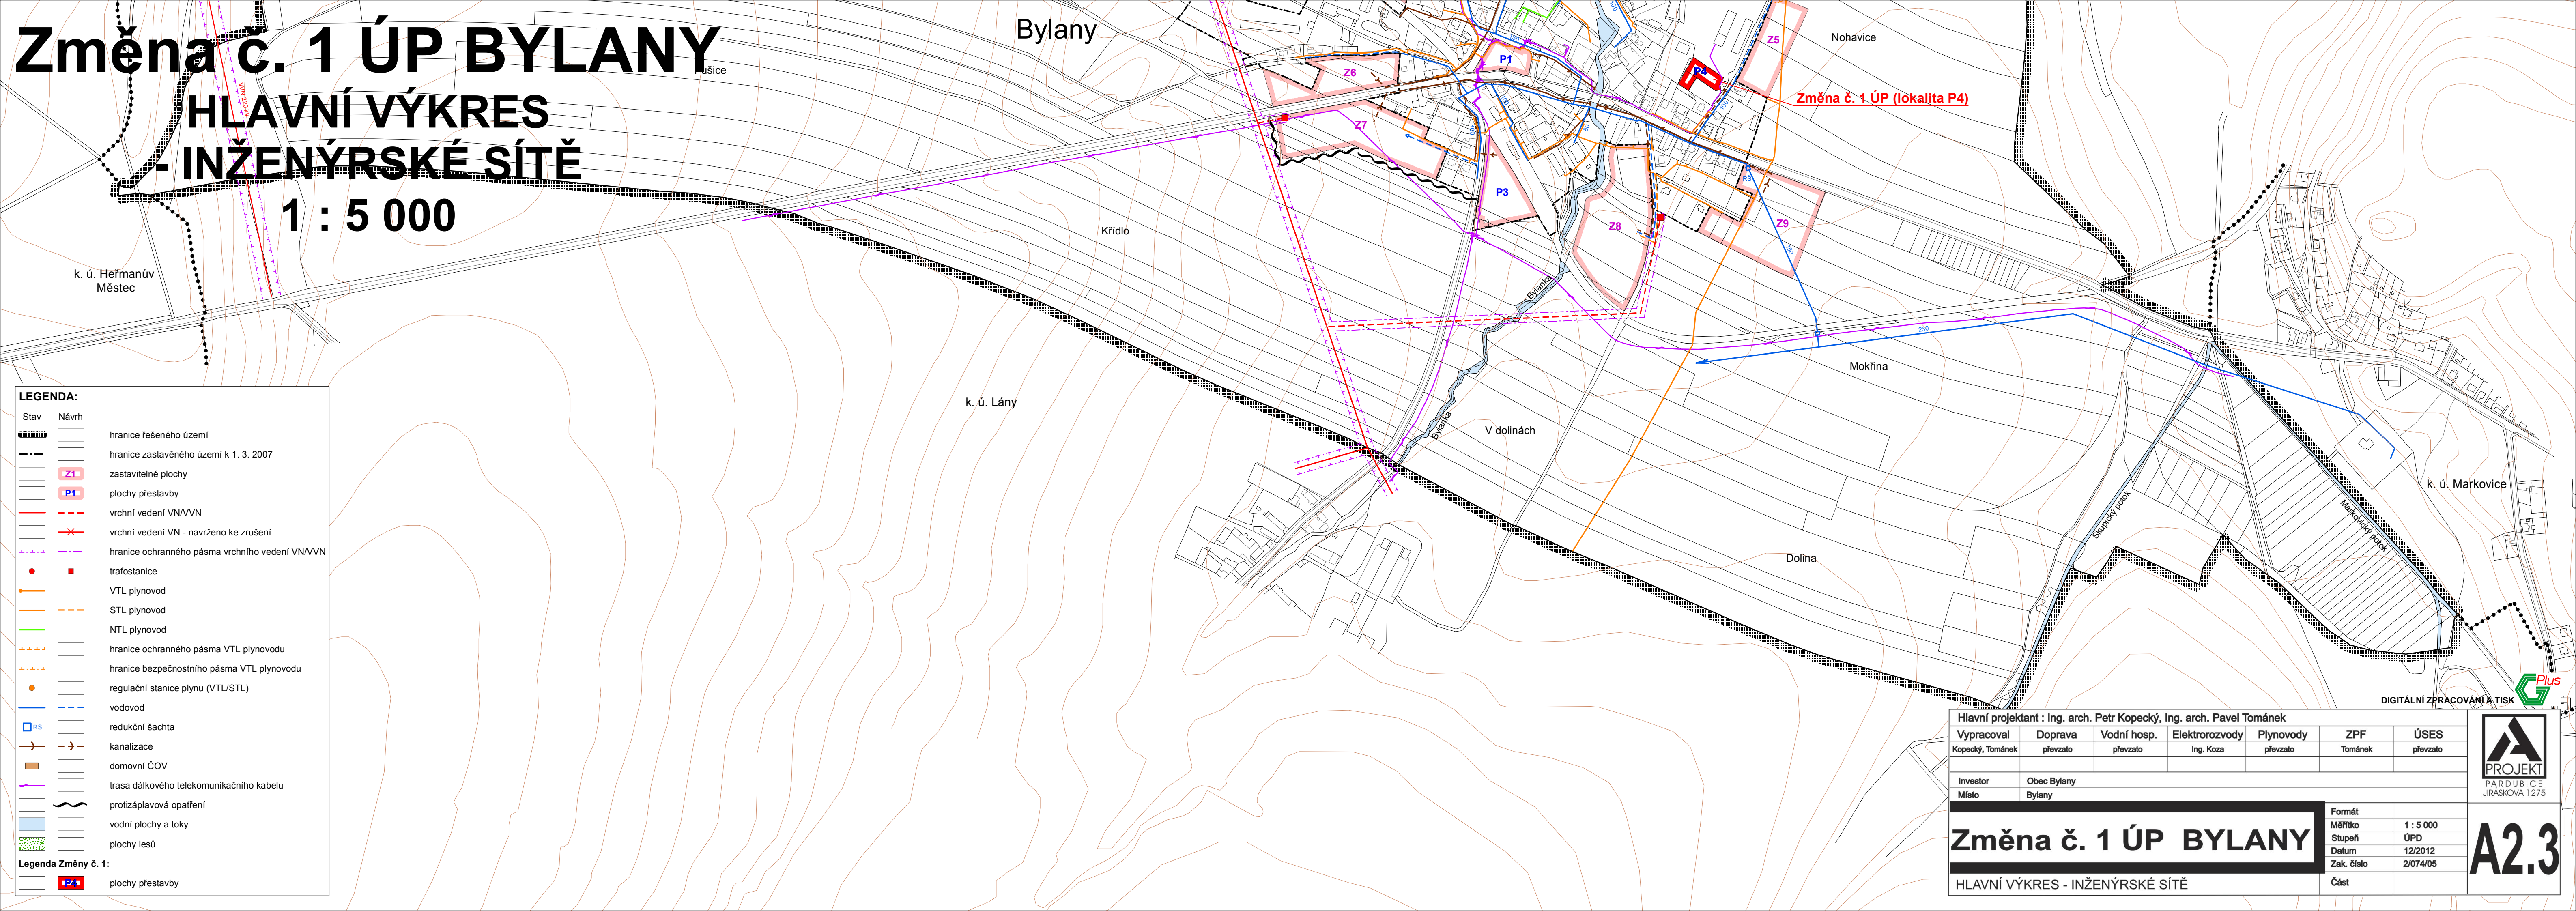 Změna č. 1 ÚP BYLANY
HLAVNÍ VÝKRES
- INŽENÝRSKÉ SÍTĚ
1 : 5 000
Bylany
Nohavice
Z5
P1
Z6
P4
Změna č. 1 ÚP (lokalita P4)
Z7
P3
RŠ
Z8
Z9
150
Křídlo
k. ú. Heřmanův
Městec
Bylanka
250
Mokřina
k. ú. Lány
Bylanka
V dolinách
k. ú. Markovice
Skupický potok
Markovický potok
Dolina
LEGENDA:
Stav Návrh
hranice řešeného území
hranice zastavěného území k 1. 3. 2007
Z1 zastavitelné plochy
P1 plochy přestavby
vrchní vedení VN/VVN
vrchní vedení VN - navrženo ke zrušení
hranice ochranného pásma vrchního vedení VN/VVN
trafostanice
VTL plynovod
STL plynovod
NTL plynovod
hranice ochranného pásma VTL plynovodu
hranice bezpečnostního pásma VTL plynovodu
regulační stanice plynu (VTL/STL)
vodovod
RŠ redukční šachta
kanalizace
domovní ČOV
trasa dálkového telekomunikačního kabelu
protizáplavová opatření
vodní plochy a toky
plochy lesů
Legenda Změny č. 1:
P4 plochy přestavby
DIGITÁLNÍ ZPRACOVÁNÍ A TISK
G Plus
Hlavní projektant : Ing. arch. Petr Kopecký, Ing. arch. Pavel Tománek
Vypracoval Doprava Vodní hosp. Elektrorozvody Plynovody ZPF ÚSES
Kopecký, Tománek převzato převzato Ing. Koza převzato Tománek převzato
Investor Obec Bylany
Místo Bylany
A PROJEKT
PARDUBICE
JIRÁSKOVA 1275
Změna č. 1 ÚP BYLANY
Formát
Měřítko 1 : 5 000
Stupeň ÚPD
Datum 12/2012
Zak. číslo 2/074/05
Část
A2.3
HLAVNÍ VÝKRES - INŽENÝRSKÉ SÍTĚ